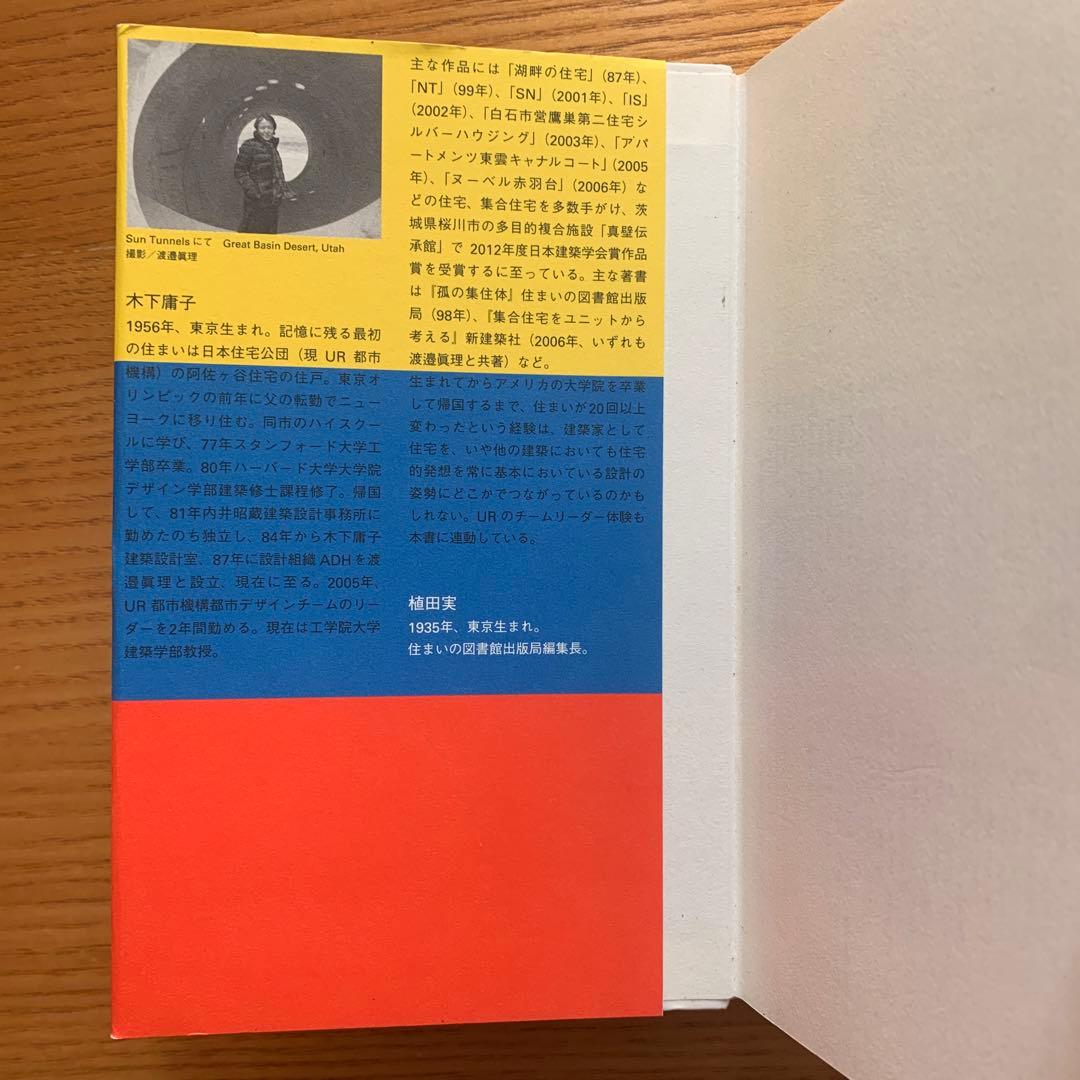 Sun Tunnels にて Great Basin Desert, Utah
撮影／渡邉眞理
木下庸子
1956年、東京生まれ。記憶に残る最初
の住まいは日本住宅公団（現 UR 都市
機構）の阿佐ヶ谷住宅の住戸。東京オ
リンピックの前年に父の転勤でニュー
ヨークに移り住む。同市のハイスクー
ルに学び、77年スタンフォード大学工
学部卒業。80年ハーバード大学大学院
デザイン学部建築修士課程修了。帰国
して、81年内井昭蔵建築設計事務所に
勤めたのち独立し、84年から木下庸子
建築設計室、87年に設計組織 ADH を渡
邉眞理と設立、現在に至る。2005年、
UR 都市機構都市デザインチームのリー
ダーを2年間勤める。現在は工学院大学
建築学部教授。
主な作品には「湖畔の住宅」（87年）、
「NT」（99年）、「SN」（2001年）、「IS」
（2002年）、「白石市営鷹巣第二住宅シ
ルバーハウジング」（2003年）、「アパ
ートメンツ東雲キャナルコート」（2005
年）、「ヌーベル赤羽台」（2006年）な
どの住宅、集合住宅を多数手がけ、茨
城県桜川市の多目的複合施設「真壁伝
承館」で 2012年度日本建築学会賞作品
賞を受賞するに至っている。主な著書
は『孤の集住体』住まいの図書館出版
局（98年）、『集合住宅をユニットから
考える』新建築社（2006年、いずれも
渡邉眞理と共著）など。
生まれてからアメリカの大学院を卒業
して帰国するまで、住まいが20回以上
変わったという経験は、建築家として
住宅を、いや他の建築においても住宅
的発想を常に基本においている設計の
姿勢にどこかでつながっているのかも
しれない。UR のチームリーダー体験も
本書に連動している。
植田実
1935年、東京生まれ。
住まいの図書館出版局編集長。